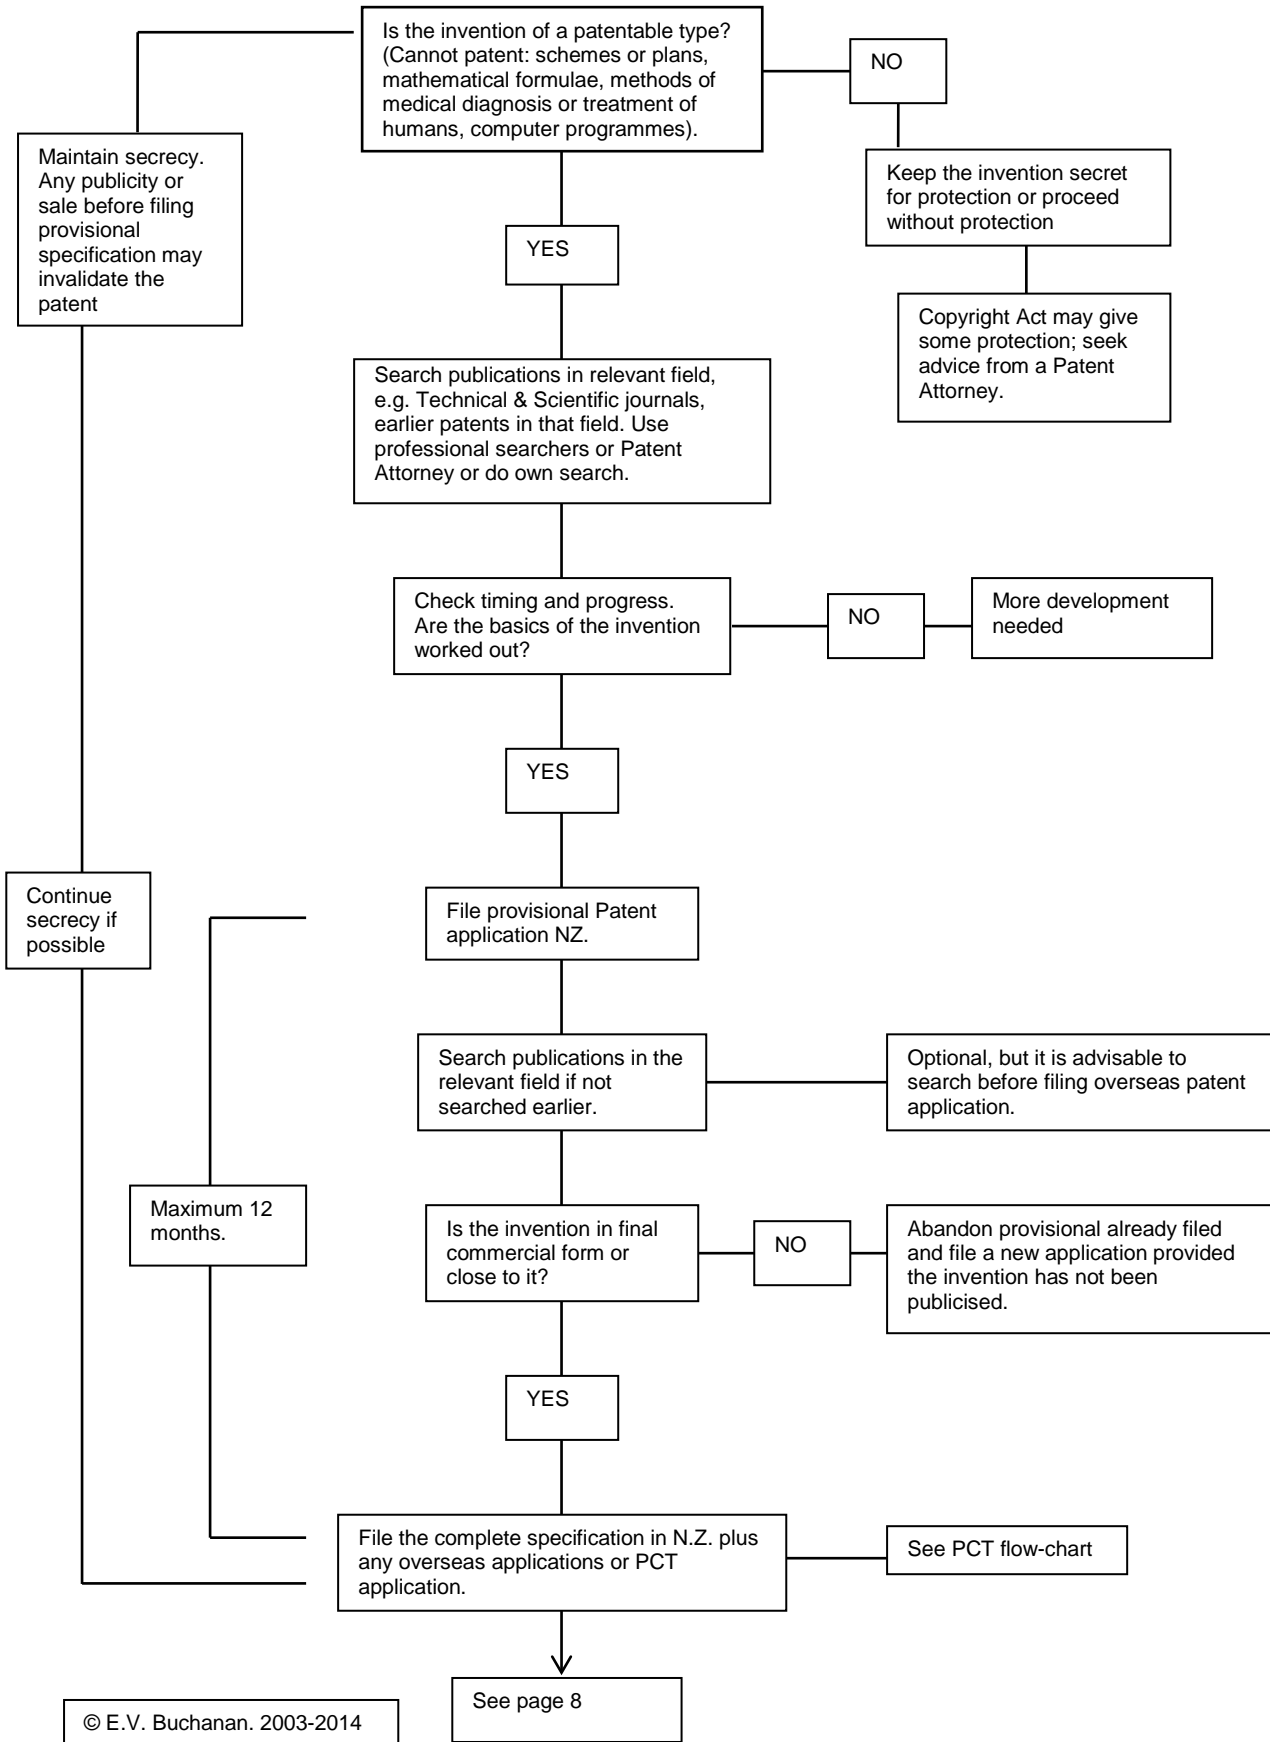 Is the invention of a patentable type?
(Cannot patent: schemes or plans,
mathematical formulae, methods of
medical diagnosis or treatment of
humans, computer programmes).
NO
Maintain secrecy.
Any publicity or
sale before filing
provisional
specification may
invalidate the
patent
Keep the invention secret
for protection or proceed
without protection
YES
Copyright Act may give
some protection; seek
advice from a Patent
Attorney.
Search publications in relevant field,
e.g. Technical & Scientific journals,
earlier patents in that field. Use
professional searchers or Patent
Attorney or do own search.
Check timing and progress.
Are the basics of the invention
worked out?
NO
More development
needed
YES
Continue
secrecy if
possible
File provisional Patent
application NZ.
Search publications in the
relevant field if not
searched earlier.
Optional, but it is advisable to
search before filing overseas patent
application.
Maximum 12
months.
Is the invention in final
commercial form or
close to it?
NO
Abandon provisional already filed
and file a new application provided
the invention has not been
publicised.
YES
File the complete specification in N.Z. plus
any overseas applications or PCT
application.
See PCT flow-chart
See page 8
© E.V. Buchanan. 2003-2014